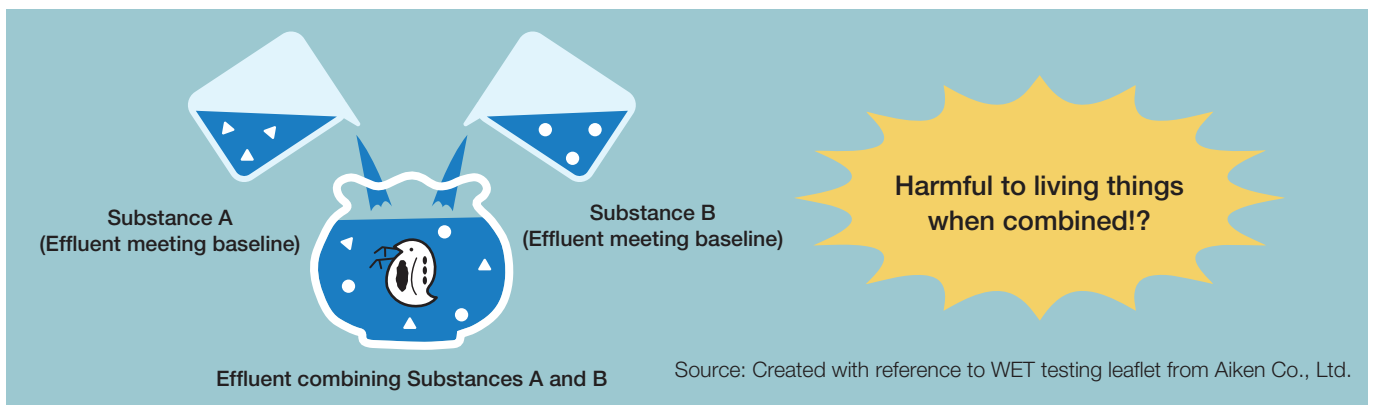 Substance A
(Effluent meeting baseline)
Substance B
(Effluent meeting baseline)
Effluent combining Substances A and B
Harmful to living things
when combined!?
Source: Created with reference to WET testing leaflet from Aiken Co., Ltd.